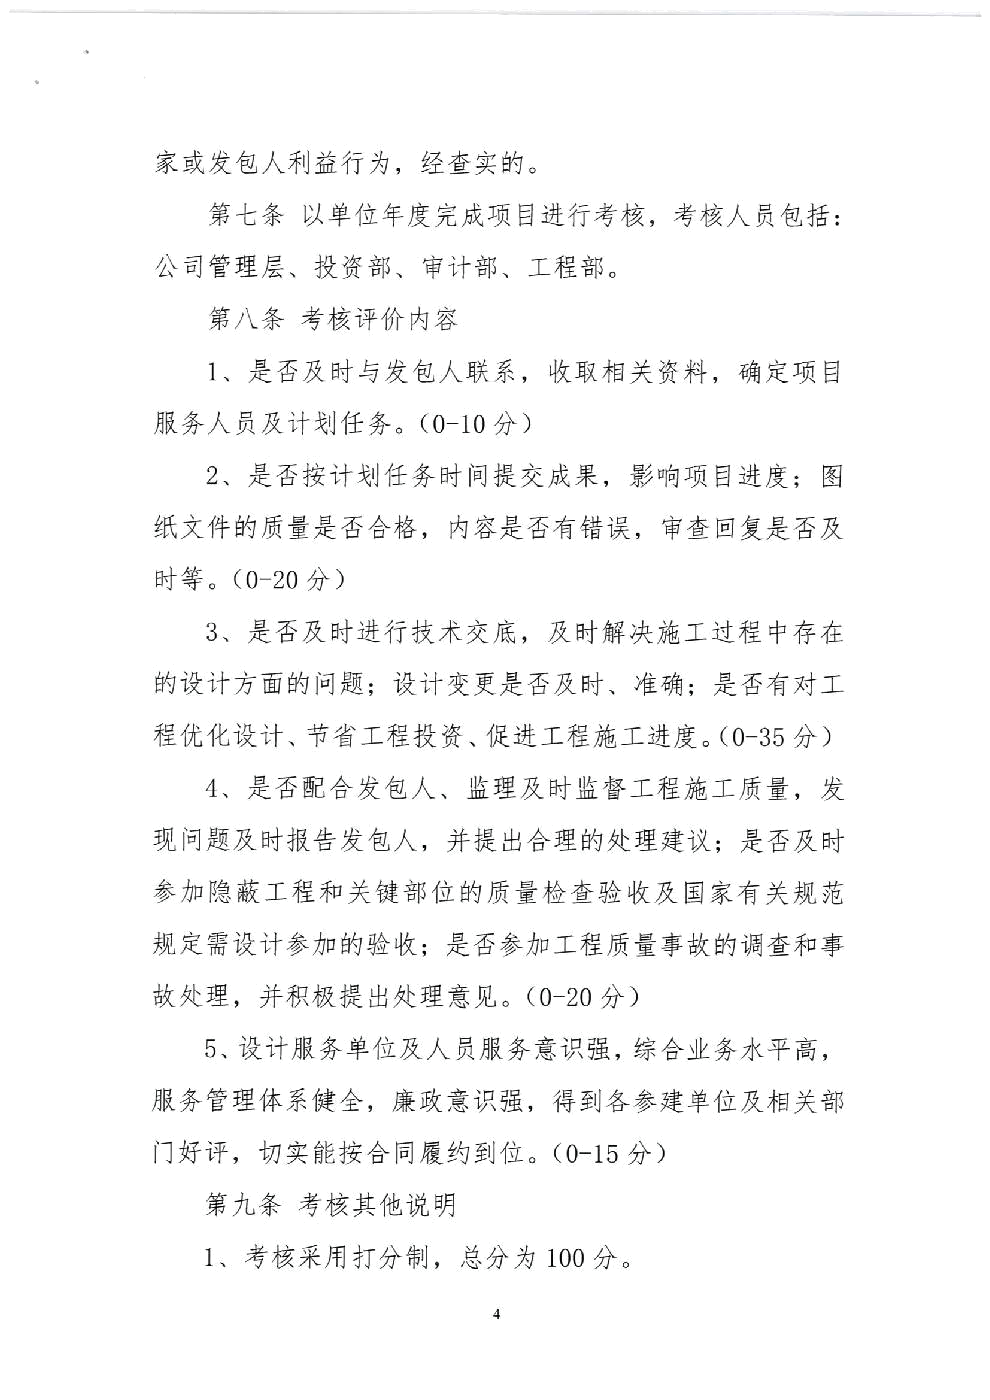 家或发包人利益行为，经查实的。
第七条 以单位年度完成项目进行考核，考核人员包括：
公司管理层、投资部、审计部、工程部。
第八条 考核评价内容
1、是否及时与发包人联系，收取相关资料，确定项目
服务人员及计划任务。（0-10 分）
2、是否按计划任务时间提交成果，影响项目进度；图
纸文件的质量是否合格，内容是否有错误，审查回复是否及
时等。（0-20 分）
3、是否及时进行技术交底，及时解决施工过程中存在
的设计方面的问题；设计变更是否及时、准确；是否有对工
程优化设计、节省工程投资、促进工程施工进度。（0-35 分）
4、是否配合发包人、监理及时监督工程施工质量，发
现问题及时报告发包人，并提出合理的处理建议；是否及时
参加隐蔽工程和关键部位的质量检查验收及国家有关规范
规定需设计参加的验收；是否参加工程质量事故的调查和事
故处理，并积极提出处理意见。（0-20 分）
5、设计服务单位及人员服务意识强，综合业务水平高，
服务管理体系健全，廉政意识强，得到各参建单位及相关部
门好评，切实能按合同履约到位。（0-15 分）
第九条 考核其他说明
1、考核采用打分制，总分为 100 分。
4